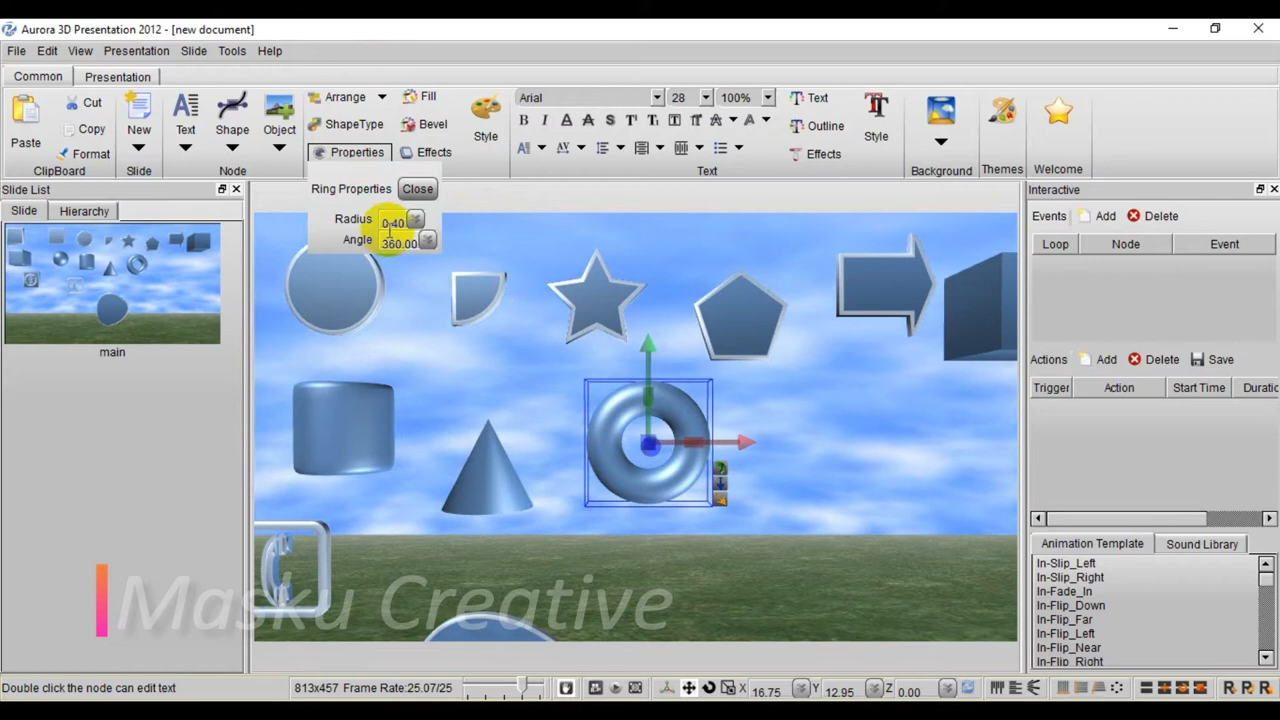 Aurora 3D Presentation 2012 - [new document]
File Edit View Presentation Slide Tools Help
Common Presentation
Paste Cut Copy Format ClipBoard
New Slide
Text Shape Object Node
Arrange ShapeType Properties
Fill Bevel Effects
Style
Arial 28 100%
Text
Text Outline Effects
Style
Background
Themes
Welcome
Slide List
Slide Hierarchy
main
Ring Properties Close
Radius 0.40
Angle 360.00
Interactive
Events Add Delete
Loop Node Event
Actions Add Delete Save
Trigger Action Start Time Duratic
Animation Template Sound Library
In-Slip_Left
In-Slip_Right
In-Fade_In
In-Flip_Down
In-Flip_Far
In-Flip_Left
In-Flip_Near
In-Flip_Right
Masku Creative
Double click the node can edit text 813x457 Frame Rate:25.07/25 X 16.75 Y 12.95 Z 0.00